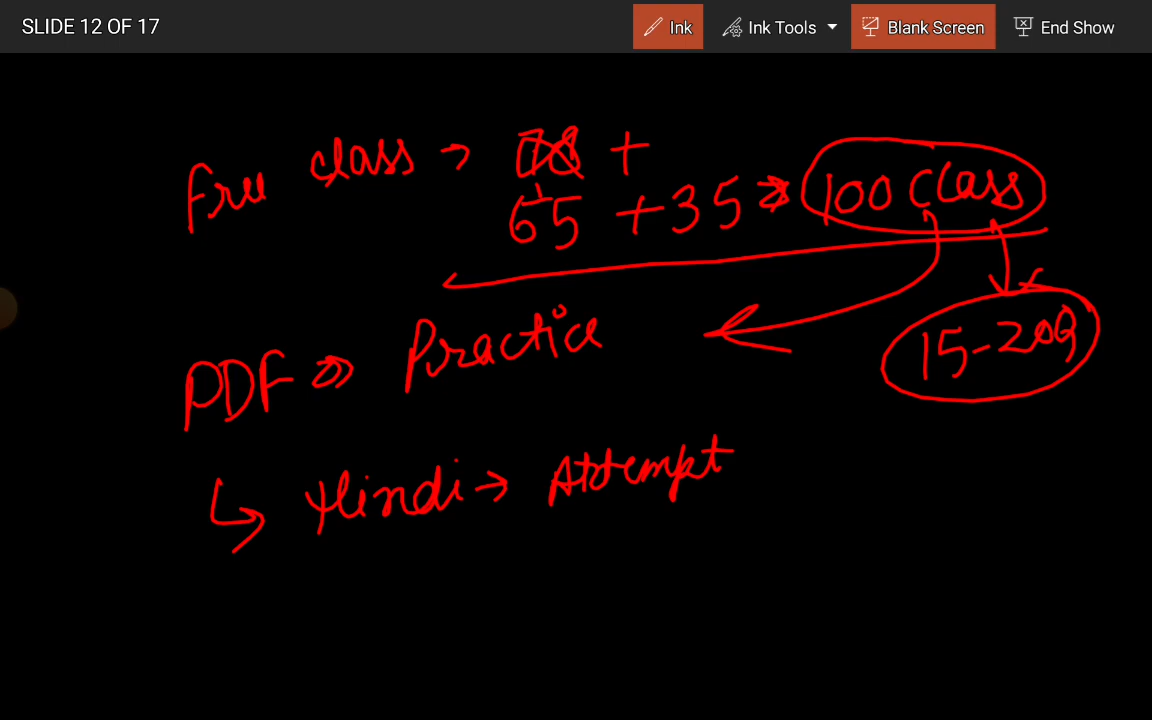 SLIDE 12 OF 17
Ink
Ink Tools
Blank Screen
End Show
Free class → +
65 + 35 ⇒ 100 Class
15-20Q
PDF ⇒ Practice
↳ Hindi → Attempt